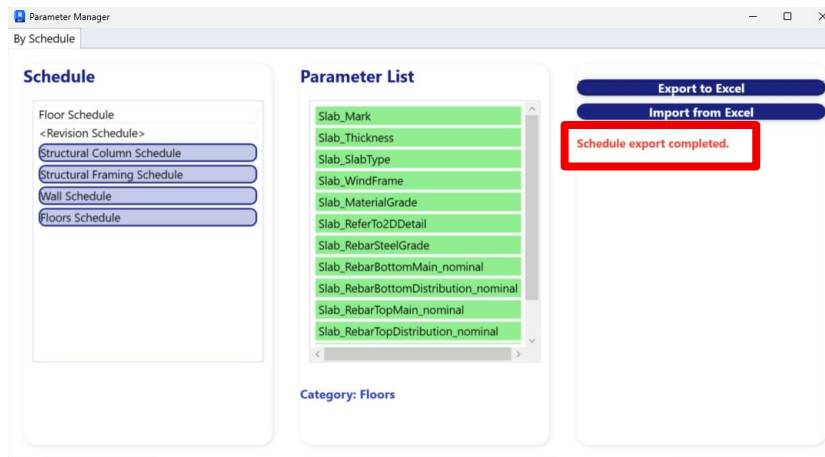 Parameter Manager
By Schedule
Schedule
Floor Schedule
<Revision Schedule>
Structural Column Schedule
Structural Framing Schedule
Wall Schedule
Floors Schedule
Parameter List
Slab_Mark
Slab_Thickness
Slab_SlabType
Slab_WindFrame
Slab_MaterialGrade
Slab_ReferTo2DDetail
Slab_RebarSteelGrade
Slab_RebarBottomMain_nominal
Slab_RebarBottomDistribution_nominal
Slab_RebarTopMain_nominal
Slab_RebarTopDistribution_nominal
Category: Floors
Export to Excel
Import from Excel
Schedule export completed.